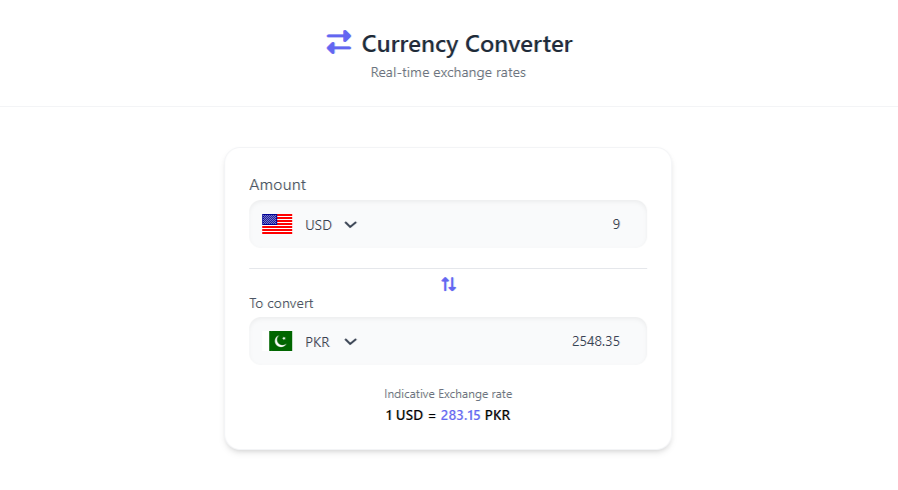 Currency Converter
Real-time exchange rates
Amount
USD 9
To convert
PKR 2548.35
Indicative Exchange rate
1 USD = 283.15 PKR